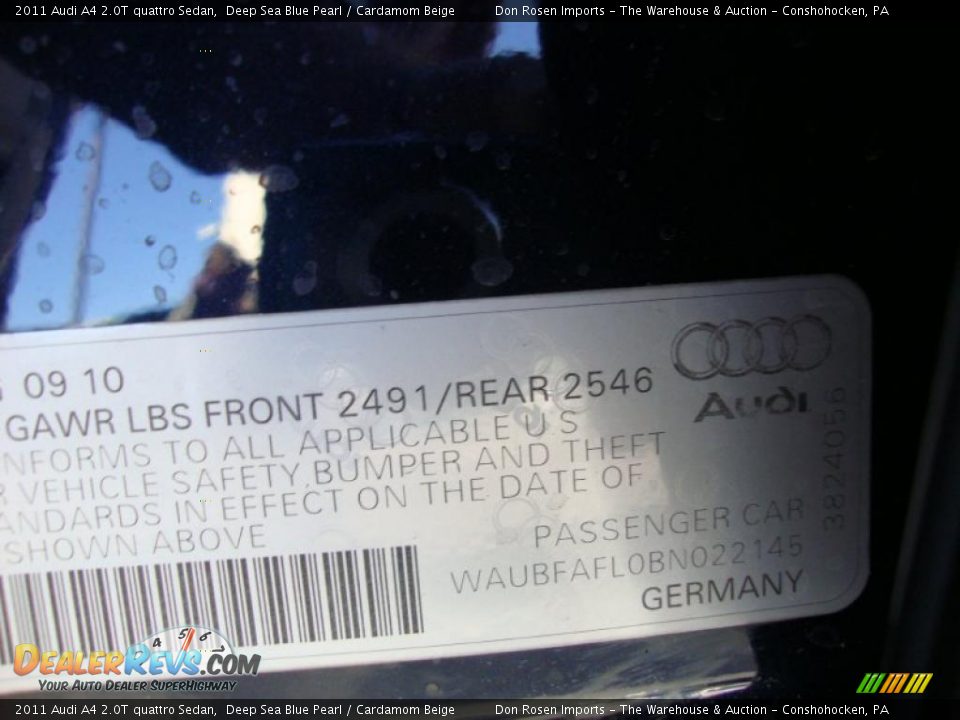 2011 Audi A4 2.0T quattro Sedan, Deep Sea Blue Pearl / Cardamom Beige Don Rosen Imports - The Warehouse & Auction - Conshohocken, PA
09 10
GAWR LBS FRONT 2491/REAR 2546
NFORMS TO ALL APPLICABLE U S
VEHICLE SAFETY BUMPER AND THEFT
ANDARDS IN EFFECT ON THE DATE OF
SHOWN ABOVE
Audi
3824056
PASSENGER CAR
WAUBFAFL0BN022145
GERMANY
4 5 6
DEALERREVS.COM
YOUR AUTO DEALER SUPERHIGHWAY
2011 Audi A4 2.0T quattro Sedan, Deep Sea Blue Pearl / Cardamom Beige Don Rosen Imports - The Warehouse & Auction - Conshohocken, PA